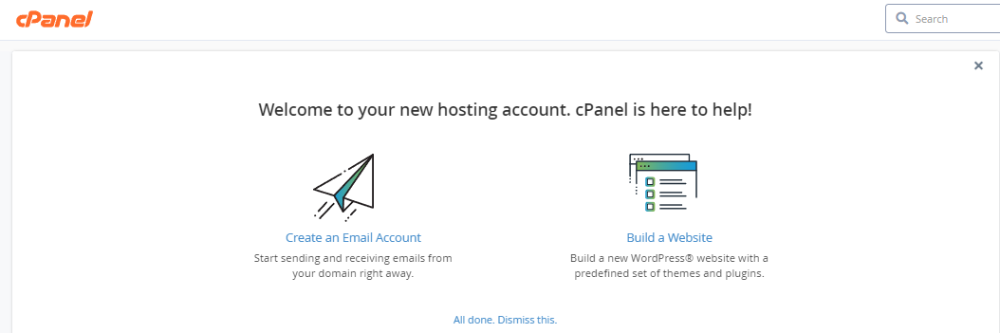 cPanel
Search
Welcome to your new hosting account. cPanel is here to help!
Create an Email Account
Start sending and receiving emails from
your domain right away.
Build a Website
Build a new WordPress® website with a
predefined set of themes and plugins.
All done. Dismiss this.